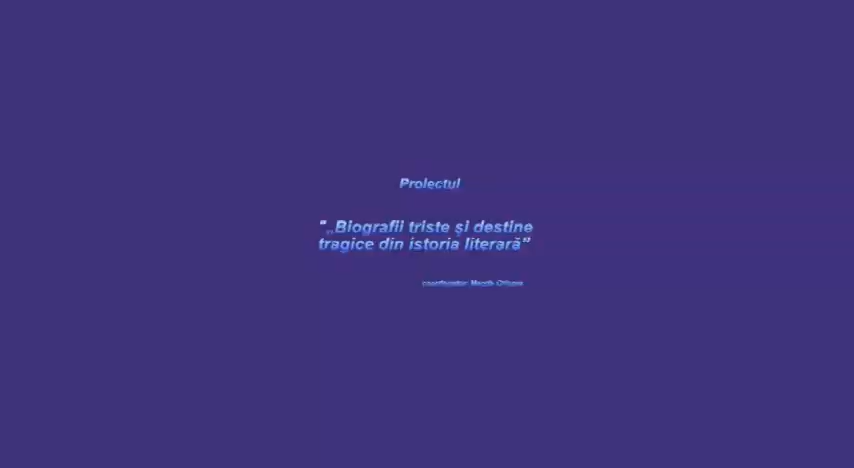 Proiectul
"„Biografii triste și destine
tragice din istoria literară”